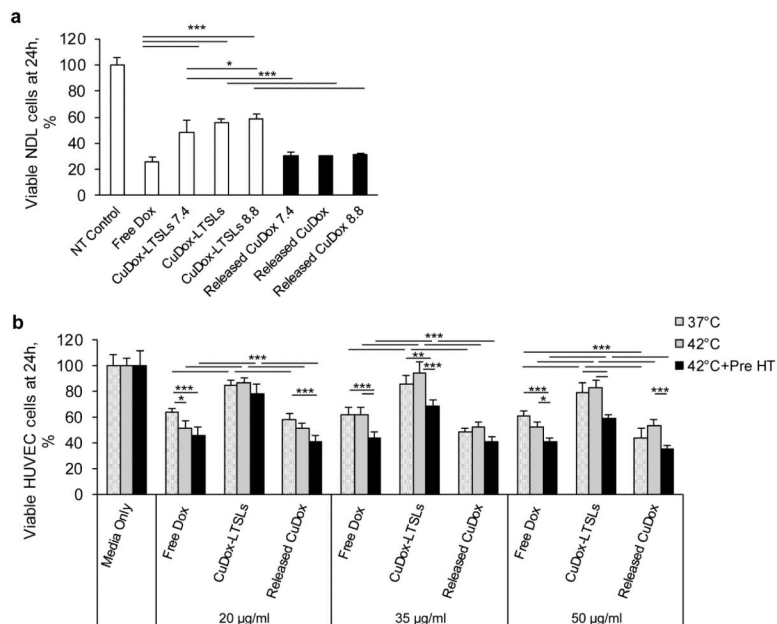 a
Viable NDL cells at 24h,
%
120
100
80
60
40
20
0
***
*
***
NT Control
Free Dox
CuDox-LTSLs 7.4
CuDox-LTSLs
CuDox-LTSLs 8.8
Released CuDox 7.4
Released CuDox
Released CuDox 8.8
b
Viable HUVEC cells at 24h,
%
120
100
80
60
40
20
0
37°C
42°C
42°C+Pre HT
***
***
*
***
***
**
***
***
***
***
*
***
Media Only
Free Dox
CuDox-LTSLs
Released CuDox
Free Dox
CuDox-LTSLs
Released CuDox
Free Dox
CuDox-LTSLs
Released CuDox
20 µg/ml
35 µg/ml
50 µg/ml